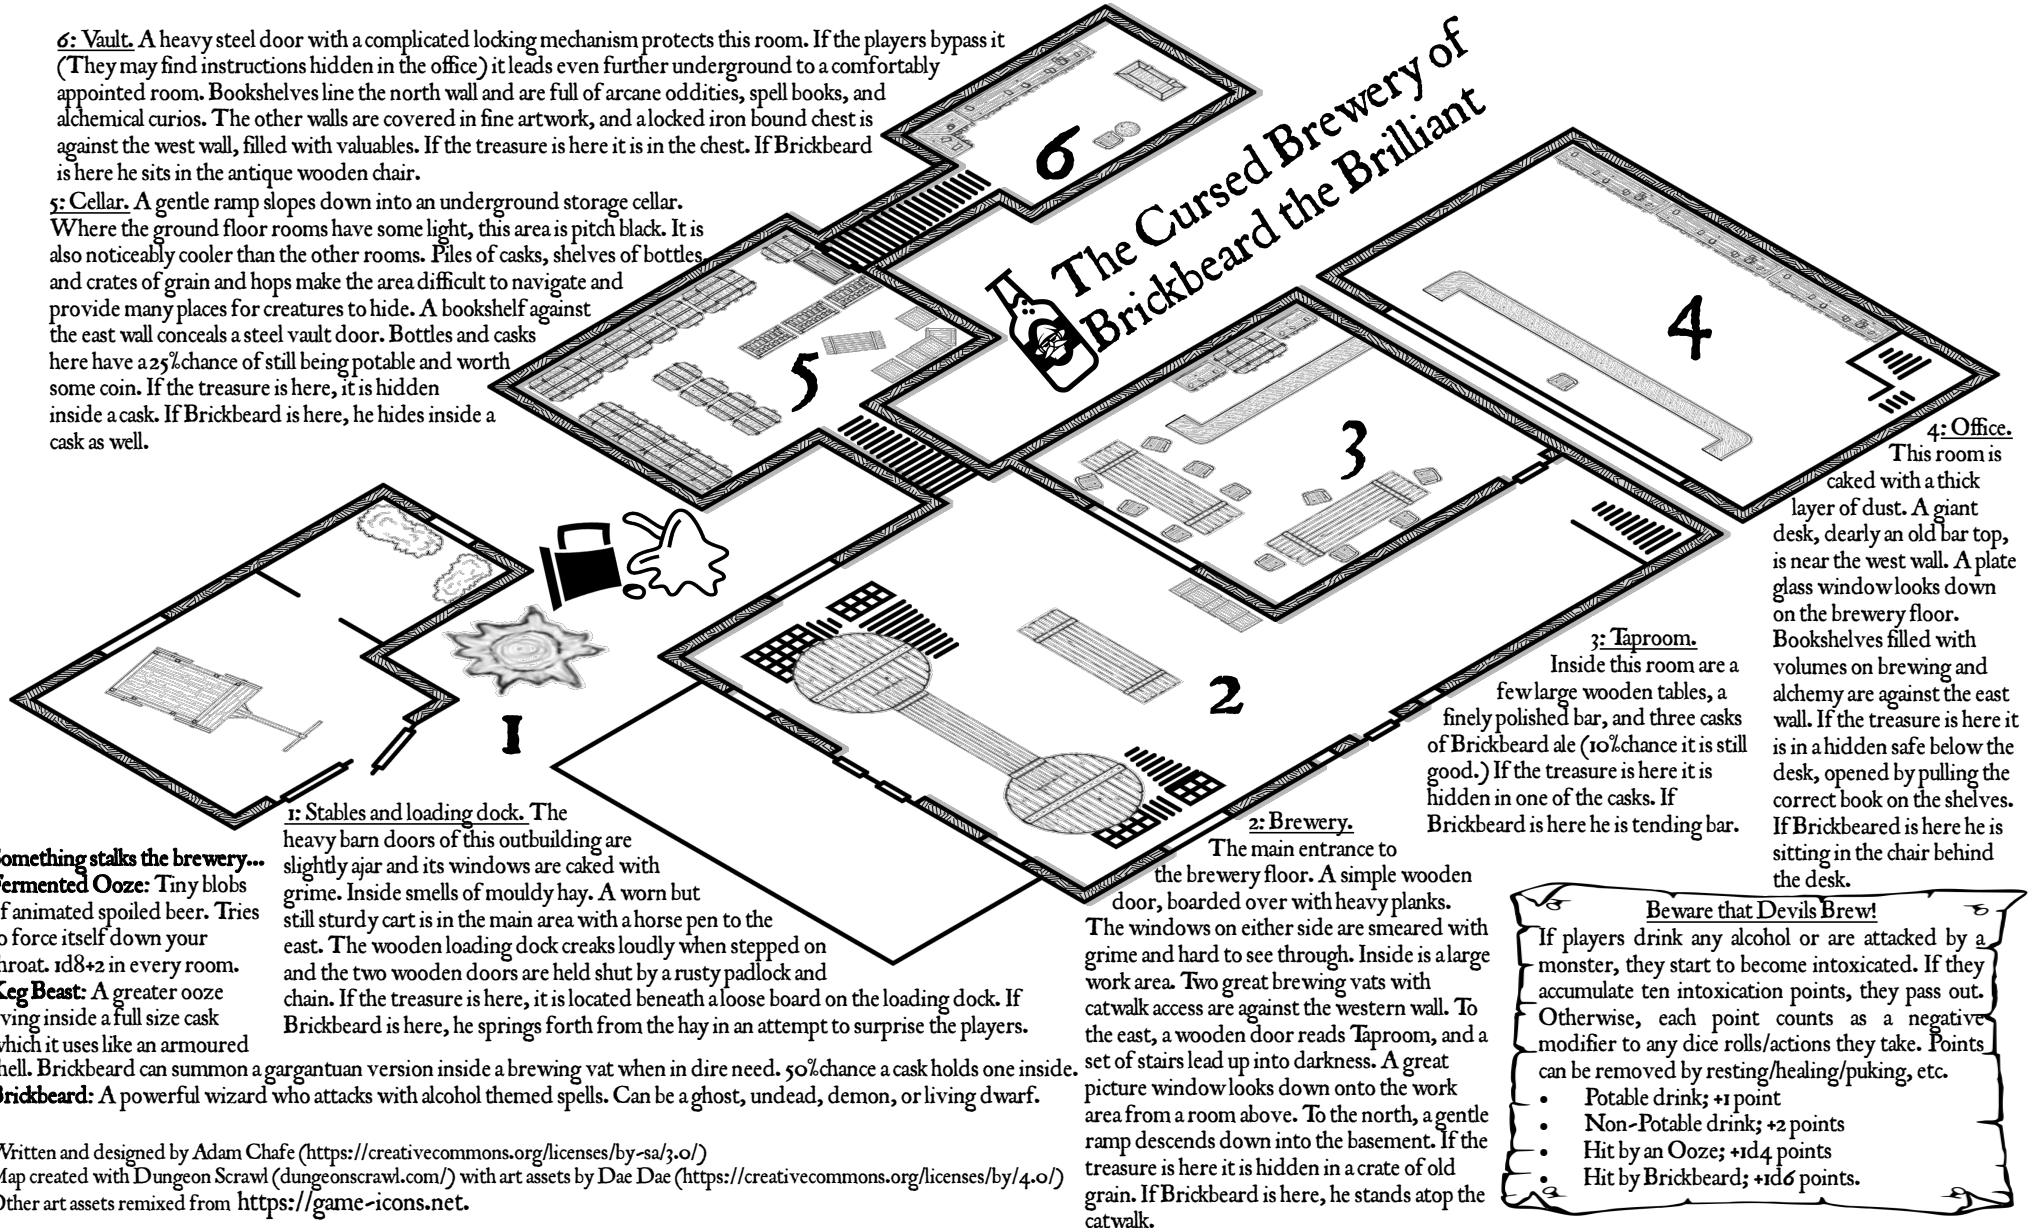 6: Vault. A heavy steel door with a complicated locking mechanism protects this room. If the players bypass it
(They may find instructions hidden in the office) it leads even further underground to a comfortably
appointed room. Bookshelves line the north wall and are full of arcane oddities, spell books, and
alchemical curios. The other walls are covered in fine artwork, and a locked iron bound chest is
against the west wall, filled with valuables. If the treasure is here it is in the chest. If Brickbeard
is here he sits in the antique wooden chair.
5: Cellar. A gentle ramp slopes down into an underground storage cellar.
Where the ground floor rooms have some light, this area is pitch black. It is
also noticeably cooler than the other rooms. Piles of casks, shelves of bottles,
and crates of grain and hops make the area difficult to navigate and
provide many places for creatures to hide. A bookshelf against
the east wall conceals a steel vault door. Bottles and casks
here have a 25% chance of still being potable and worth
some coin. If the treasure is here, it is hidden
inside a cask. If Brickbeard is here, he hides inside a
cask as well.
The Cursed Brewery of
Brickbeard the Brilliant
6
5
4
3
2
1
4: Office.
This room is
caked with a thick
layer of dust. A giant
desk, clearly an old bar top,
is near the west wall. A plate
glass window looks down
on the brewery floor.
Bookshelves filled with
volumes on brewing and
alchemy are against the east
wall. If the treasure is here it
is in a hidden safe below the
desk, opened by pulling the
correct book on the shelves.
If Brickbeared is here he is
sitting in the chair behind
the desk.
3: Taproom.
Inside this room are a
few large wooden tables, a
finely polished bar, and three casks
of Brickbeard ale (10% chance it is still
good.) If the treasure is here it is
hidden in one of the casks. If
Brickbeard is here he is tending bar.
2: Brewery.
The main entrance to
the brewery floor. A simple wooden
door, boarded over with heavy planks.
The windows on either side are smeared with
grime and hard to see through. Inside is a large
work area. Two great brewing vats with
catwalk access are against the western wall. To
the east, a wooden door reads Taproom, and a
set of stairs lead up into darkness. A great
picture window looks down onto the work
area from a room above. To the north, a gentle
ramp descends down into the basement. If the
treasure is here it is hidden in a crate of old
grain. If Brickbeard is here, he stands atop the
catwalk.
1: Stables and loading dock. The
heavy barn doors of this outbuilding are
slightly ajar and its windows are caked with
grime. Inside smells of mouldy hay. A worn but
still sturdy cart is in the main area with a horse pen to the
east. The wooden loading dock creaks loudly when stepped on
and the two wooden doors are held shut by a rusty padlock and
chain. If the treasure is here, it is located beneath a loose board on the loading dock. If
Brickbeard is here, he springs forth from the hay in an attempt to surprise the players.
Something stalks the brewery...
Fermented Ooze: Tiny blobs
of animated spoiled beer. Tries
to force itself down your
throat. 1d8+2 in every room.
Keg Beast: A greater ooze
living inside a full size cask
which it uses like an armoured
shell. Brickbeard can summon a gargantuan version inside a brewing vat when in dire need. 50% chance a cask holds one inside.
Brickbeard: A powerful wizard who attacks with alcohol themed spells. Can be a ghost, undead, demon, or living dwarf.
Written and designed by Adam Chafe (https://creativecommons.org/licenses/by-sa/3.0/)
Map created with Dungeon Scrawl (dungeonscrawl.com/) with art assets by Dae Dae (https://creativecommons.org/licenses/by/4.0/)
Other art assets remixed from https://game-icons.net.
Beware that Devils Brew!
If players drink any alcohol or are attacked by a
monster, they start to become intoxicated. If they
accumulate ten intoxication points, they pass out.
Otherwise, each point counts as a negative
modifier to any dice rolls/actions they take. Points
can be removed by resting/healing/puking, etc.
• Potable drink; +1 point
• Non-Potable drink; +2 points
• Hit by an Ooze; +1d4 points
• Hit by Brickbeard; +1d6 points.